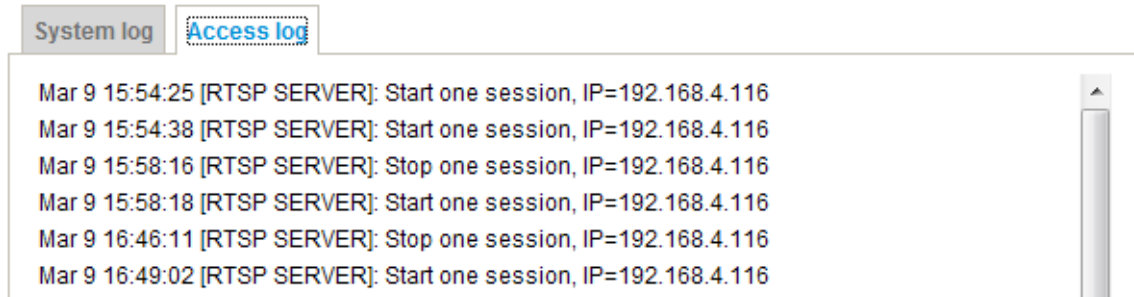 System log Access log
Mar 9 15:54:25 [RTSP SERVER]: Start one session, IP=192.168.4.116
Mar 9 15:54:38 [RTSP SERVER]: Start one session, IP=192.168.4.116
Mar 9 15:58:16 [RTSP SERVER]: Stop one session, IP=192.168.4.116
Mar 9 15:58:18 [RTSP SERVER]: Start one session, IP=192.168.4.116
Mar 9 16:46:11 [RTSP SERVER]: Stop one session, IP=192.168.4.116
Mar 9 16:49:02 [RTSP SERVER]: Start one session, IP=192.168.4.116